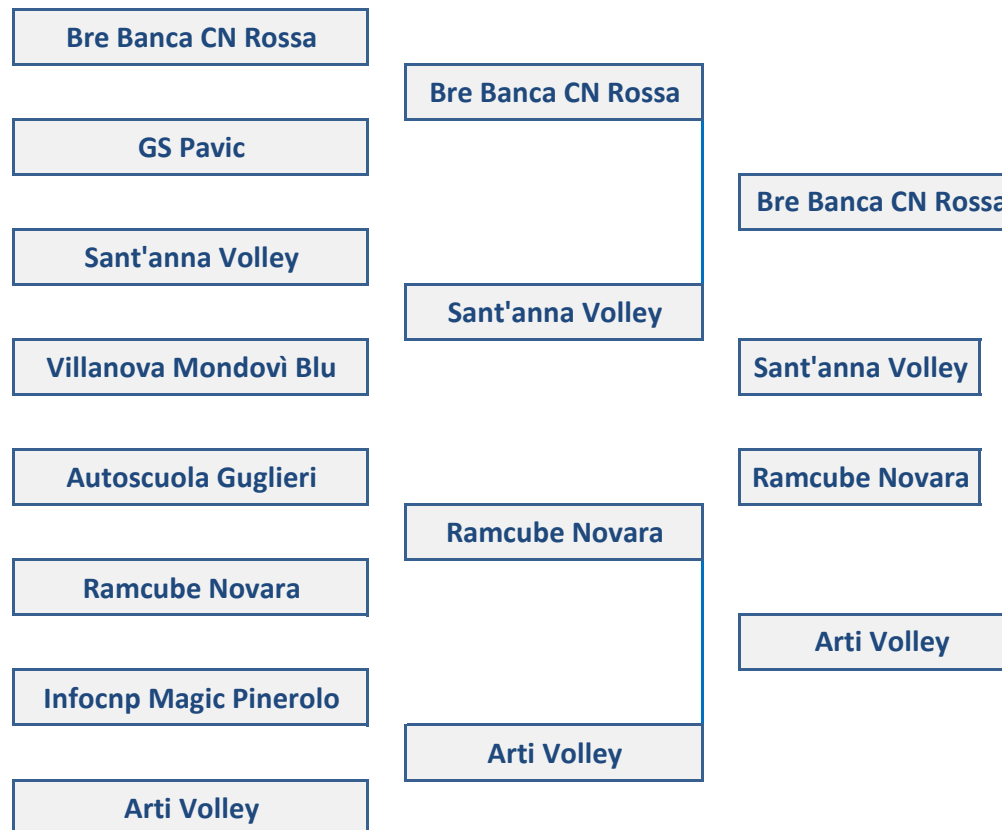 Bre Banca CN Rossa
GS Pavic
Sant'anna Volley
Villanova Mondovì Blu
Autoscuola Guglieri
Ramcube Novara
Infocnp Magic Pinerolo
Arti Volley
Bre Banca CN Rossa
Sant'anna Volley
Ramcube Novara
Arti Volley
Bre Banca CN Rossa
Sant'anna Volley
Ramcube Novara
Arti Volley